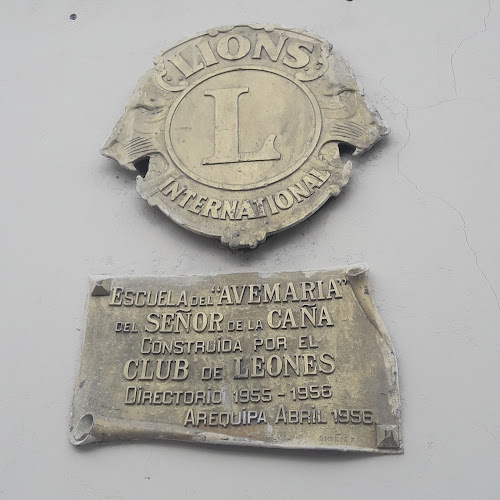 LIONS
L
INTERNATIONAL
ESCUELA DEL "AVEMARIA"
DEL SEÑOR DE LA CAÑA
CONSTRUIDA POR EL
CLUB DE LEONES
DIRECTORIO 1955-1956
AREQUIPA ABRIL 1956